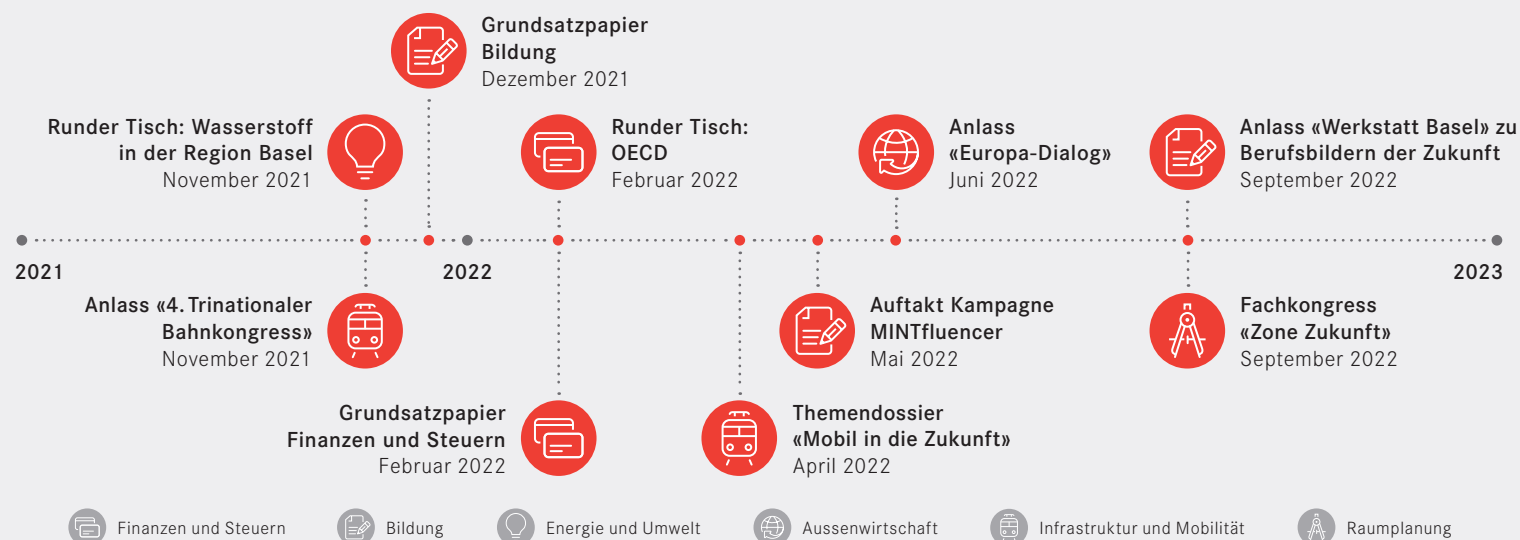 Grundsatzpapier
Bildung
Dezember 2021
Runder Tisch: Wasserstoff
in der Region Basel
November 2021
Runder Tisch:
OECD
Februar 2022
Anlass
«Europa-Dialog»
Juni 2022
Anlass «Werkstatt Basel» zu
Berufsbildern der Zukunft
September 2022
2021
2022
2023
Anlass «4. Trinationaler
Bahnkongress»
November 2021
Auftakt Kampagne
MINTfluencer
Mai 2022
Fachkongress
«Zone Zukunft»
September 2022
Grundsatzpapier
Finanzen und Steuern
Februar 2022
Themendossier
«Mobil in die Zukunft»
April 2022
Finanzen und Steuern
Bildung
Energie und Umwelt
Aussenwirtschaft
Infrastruktur und Mobilität
Raumplanung